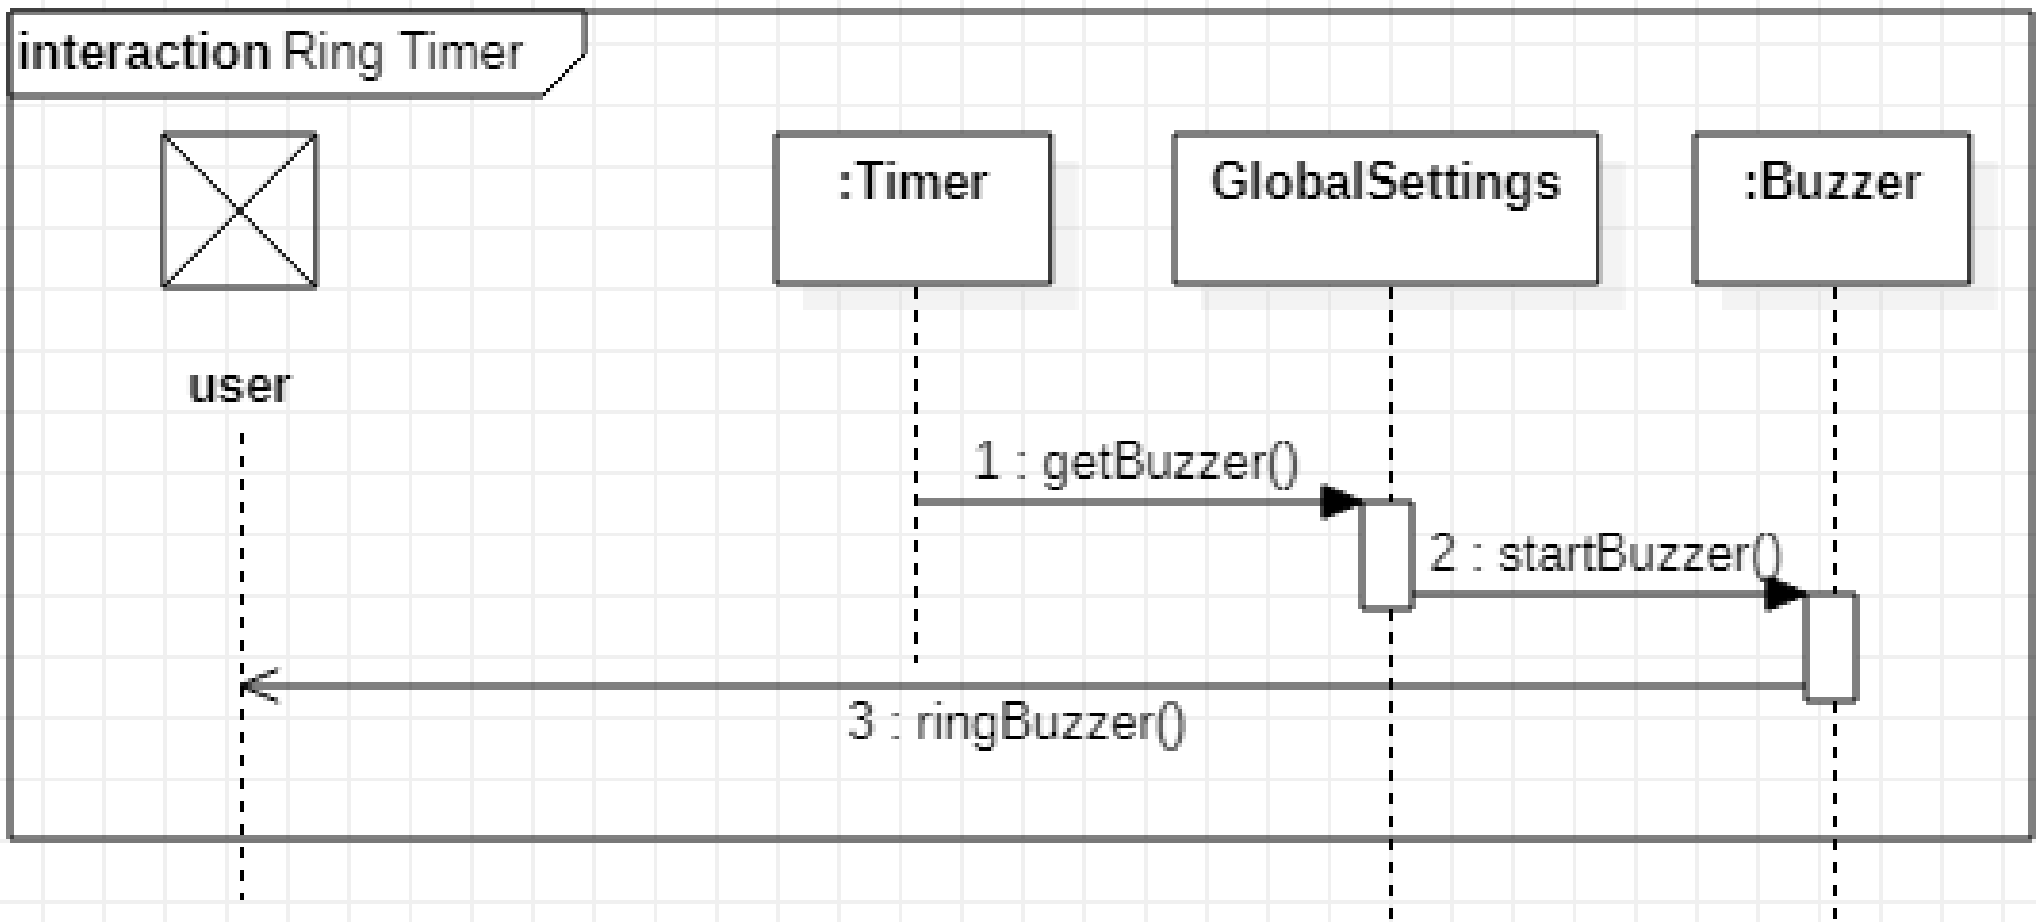 interaction Ring Timer
:Timer
GlobalSettings
:Buzzer
user
1 : getBuzzer()
2 : startBuzzer()
3 : ringBuzzer()